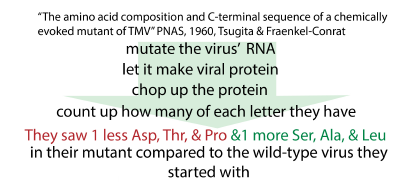 “The amino acid composition and C-terminal sequence of a chemically
evoked mutant of TMV” PNAS, 1960, Tsugita & Fraenkel-Conrat
mutate the virus’ RNA
let it make viral protein
chop up the protein
count up how many of each letter they have
They saw 1 less Asp, Thr, & Pro &1 more Ser, Ala, & Leu
in their mutant compared to the wild-type virus they
started with